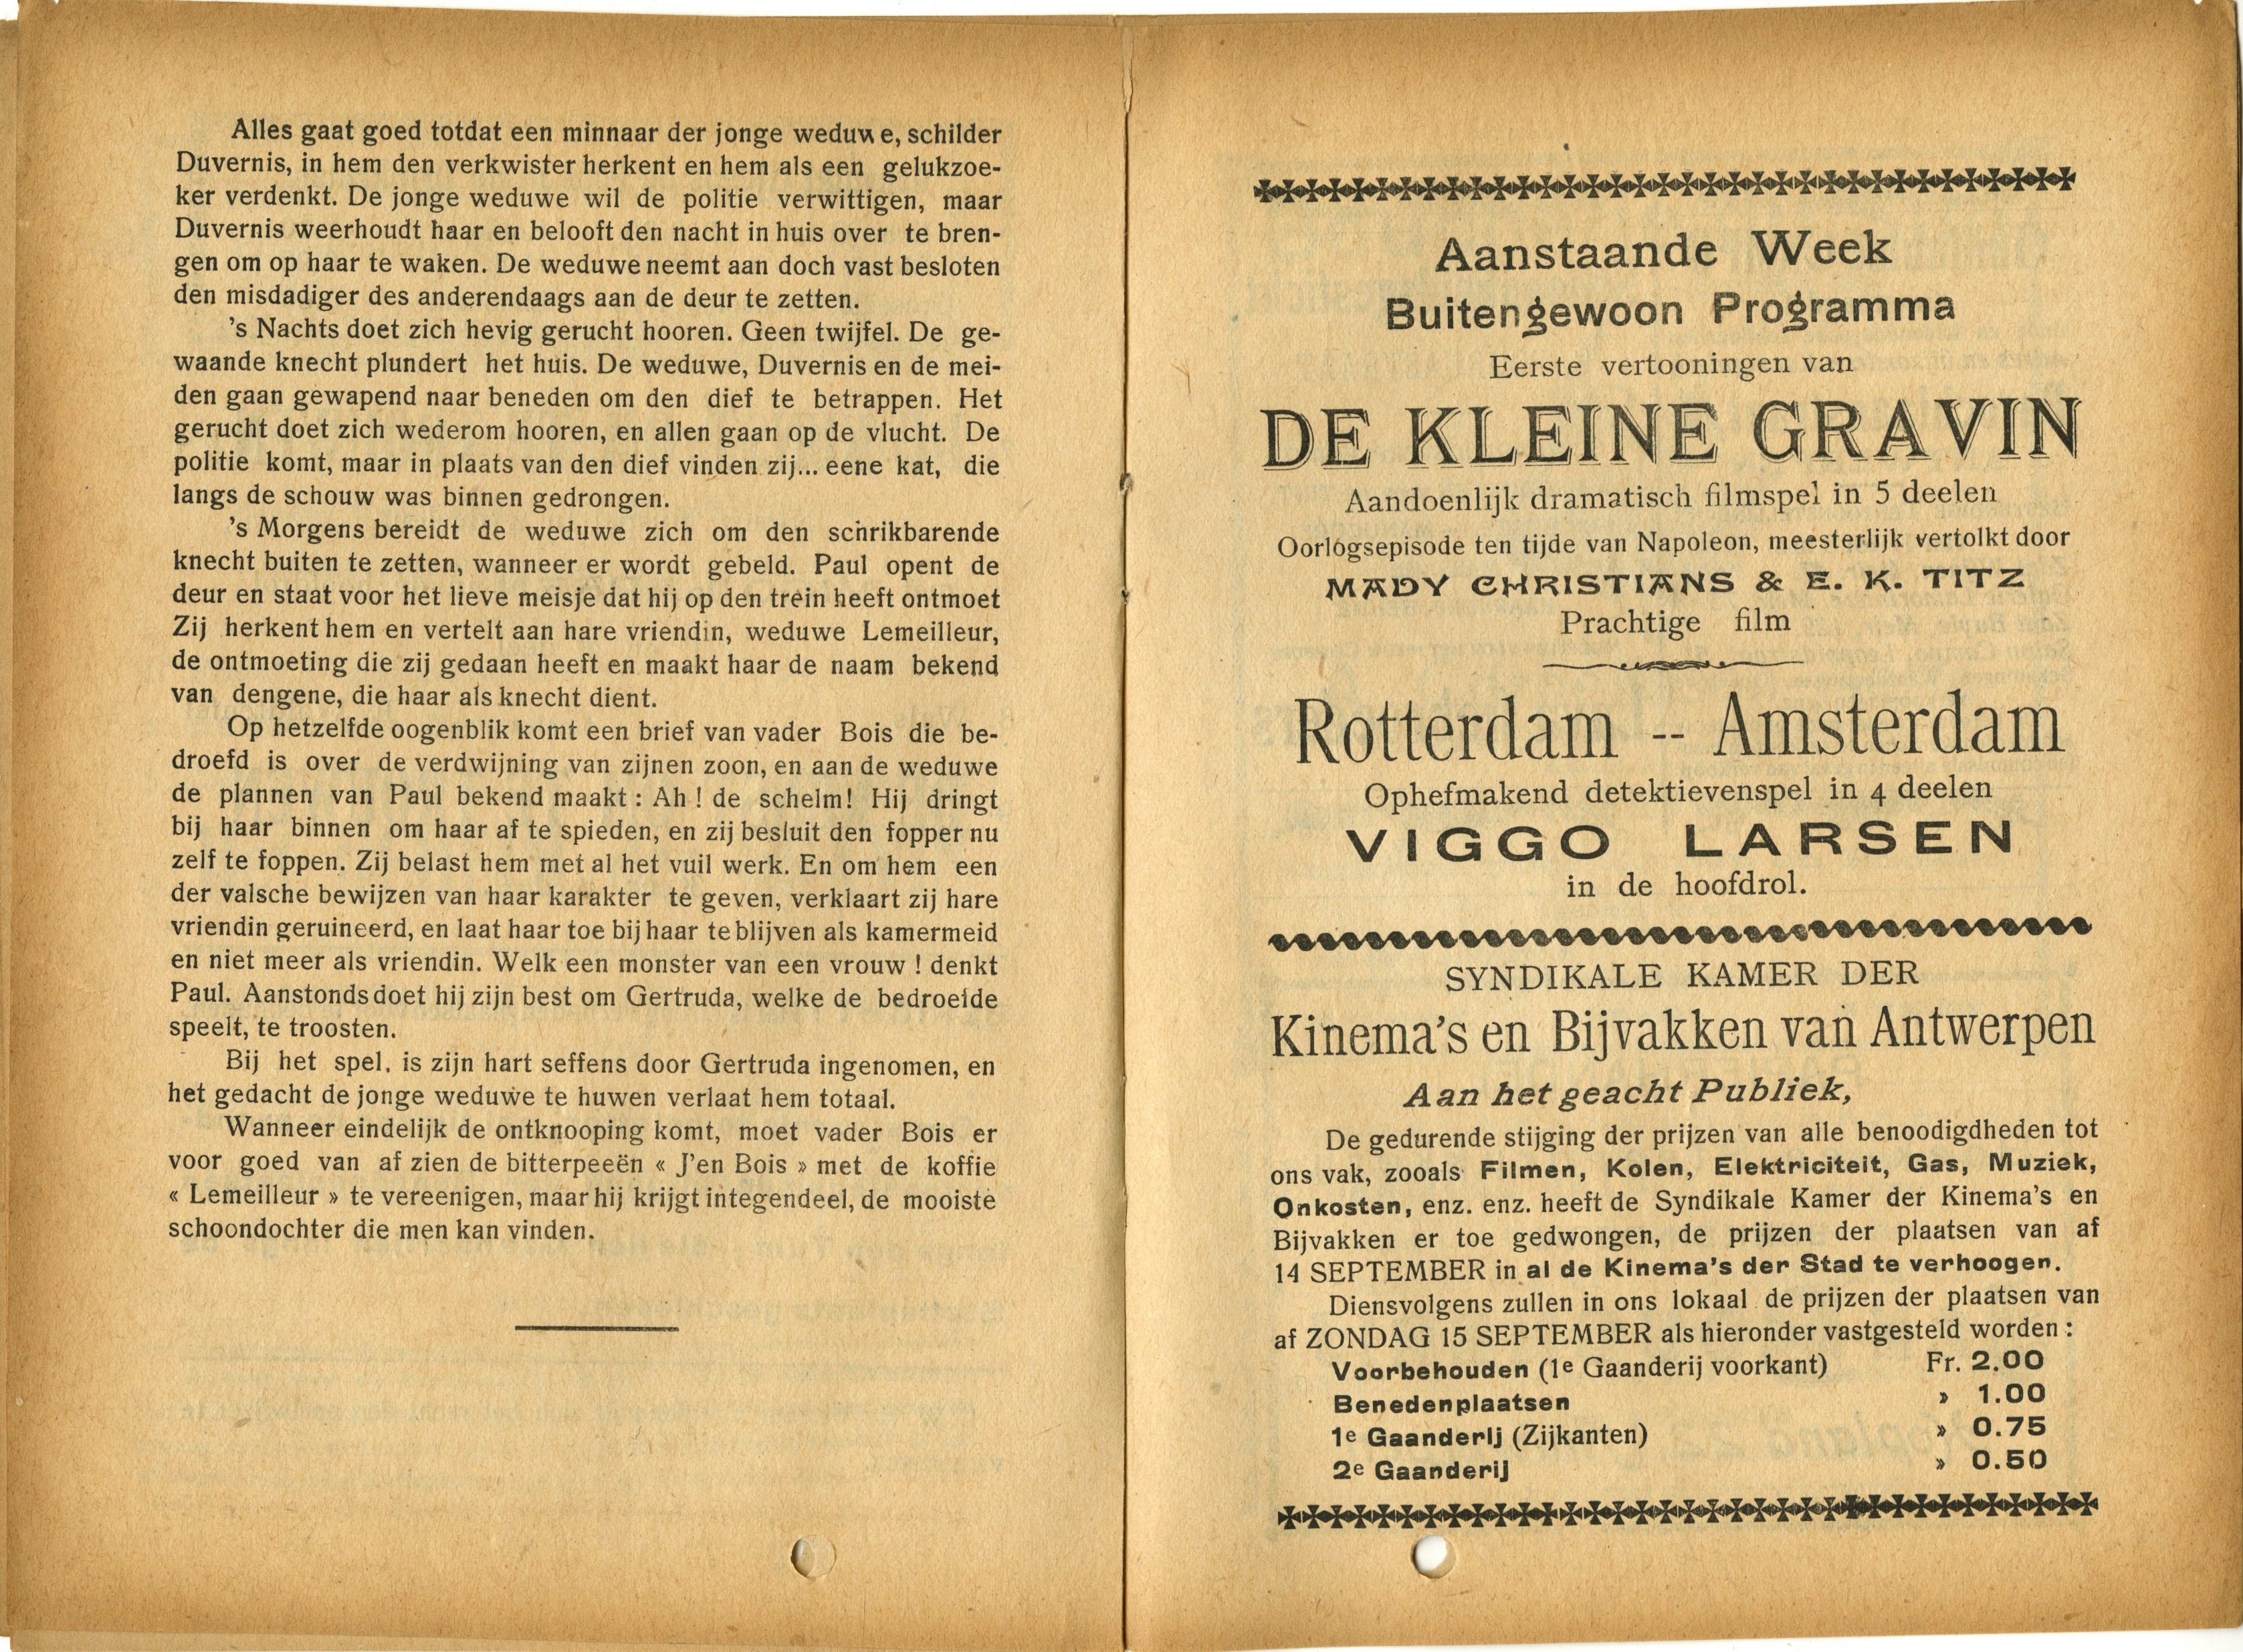 Alles gaat goed totdat een minnaar der jonge weduwe, schilder
Duvernis, in hem den verkwister herkent en hem als een gelukzoe-
ker verdenkt. De jonge weduwe wil de politie verwittigen, maar
Duvernis weerhoudt haar en belooft den nacht in huis over te bren-
gen om op haar te waken. De weduwe neemt aan doch vast besloten
den misdadiger des anderendaags aan de deur te zetten.
's Nachts doet zich hevig gerucht hooren. Geen twijfel. De ge-
waande knecht plundert het huis. De weduwe, Duvernis en de mei-
den gaan gewapend naar beneden om den dief te betrappen. Het
gerucht doet zich wederom hooren, en allen gaan op de vlucht. De
politie komt, maar in plaats van den dief vinden zij... eene kat, die
langs de schouw was binnen gedrongen.
's Morgens bereidt de weduwe zich om den schrikbarende
knecht buiten te zetten, wanneer er wordt gebeld. Paul opent de
deur en staat voor het lieve meisje dat hij op den trein heeft ontmoet
Zij herkent hem en vertelt aan hare vriendin, weduwe Lemeilleur,
de ontmoeting die zij gedaan heeft en maakt haar de naam bekend
van dengene, die haar als knecht dient.
Op hetzelfde oogenblik komt een brief van vader Bois die be-
droefd is over de verdwijning van zijnen zoon, en aan de weduwe
de plannen van Paul bekend maakt : Ah ! de schelm! Hij dringt
bij haar binnen om haar af te spieden, en zij besluit den fopper nu
zelf te foppen. Zij belast hem met al het vuil werk. En om hem een
der valsche bewijzen van haar karakter te geven, verklaart zij hare
vriendin geruineerd, en laat haar toe bij haar te blijven als kamermeid
en niet meer als vriendin. Welk een monster van een vrouw ! denkt
Paul. Aanstonds doet hij zijn best om Gertruda, welke de bedroefde
speelt, te troosten.
Bij het spel, is zijn hart seffens door Gertruda ingenomen, en
het gedacht de jonge weduwe te huwen verlaat hem totaal.
Wanneer eindelijk de ontknooping komt, moet vader Bois er
voor goed van af zien de bitterpeeën « J'en Bois » met de koffie
« Lemeilleur » te vereenigen, maar hij krijgt integendeel, de mooiste
schoondochter die men kan vinden.
Aanstaande Week
Buitengewoon Programma
Eerste vertooningen van
DE KLEINE GRAVIN
Aandoenlijk dramatisch filmspel in 5 deelen
Oorlogsepisode ten tijde van Napoleon, meesterlijk vertolkt door
MADY CHRISTIANS & E. K. TITZ
Prachtige film
Rotterdam -- Amsterdam
Ophefmakend detektievenspel in 4 deelen
VIGGO LARSEN
in de hoofdrol.
SYNDIKALE KAMER DER
Kinema's en Bijvakken van Antwerpen
Aan het geacht Publiek,
De gedurende stijging der prijzen van alle benoodigdheden tot
ons vak, zooals Filmen, Kolen, Elektriciteit, Gas, Muziek,
Onkosten, enz. enz. heeft de Syndikale Kamer der Kinema's en
Bijvakken er toe gedwongen, de prijzen der plaatsen van af
14 SEPTEMBER in al de Kinema's der Stad te verhoogen.
Diensvolgens zullen in ons lokaal de prijzen der plaatsen van
af ZONDAG 15 SEPTEMBER als hieronder vastgesteld worden :
Voorbehouden (1e Gaanderij voorkant) Fr. 2.00
Benedenplaatsen » 1.00
1e Gaanderij (Zijkanten) » 0.75
2e Gaanderij » 0.50